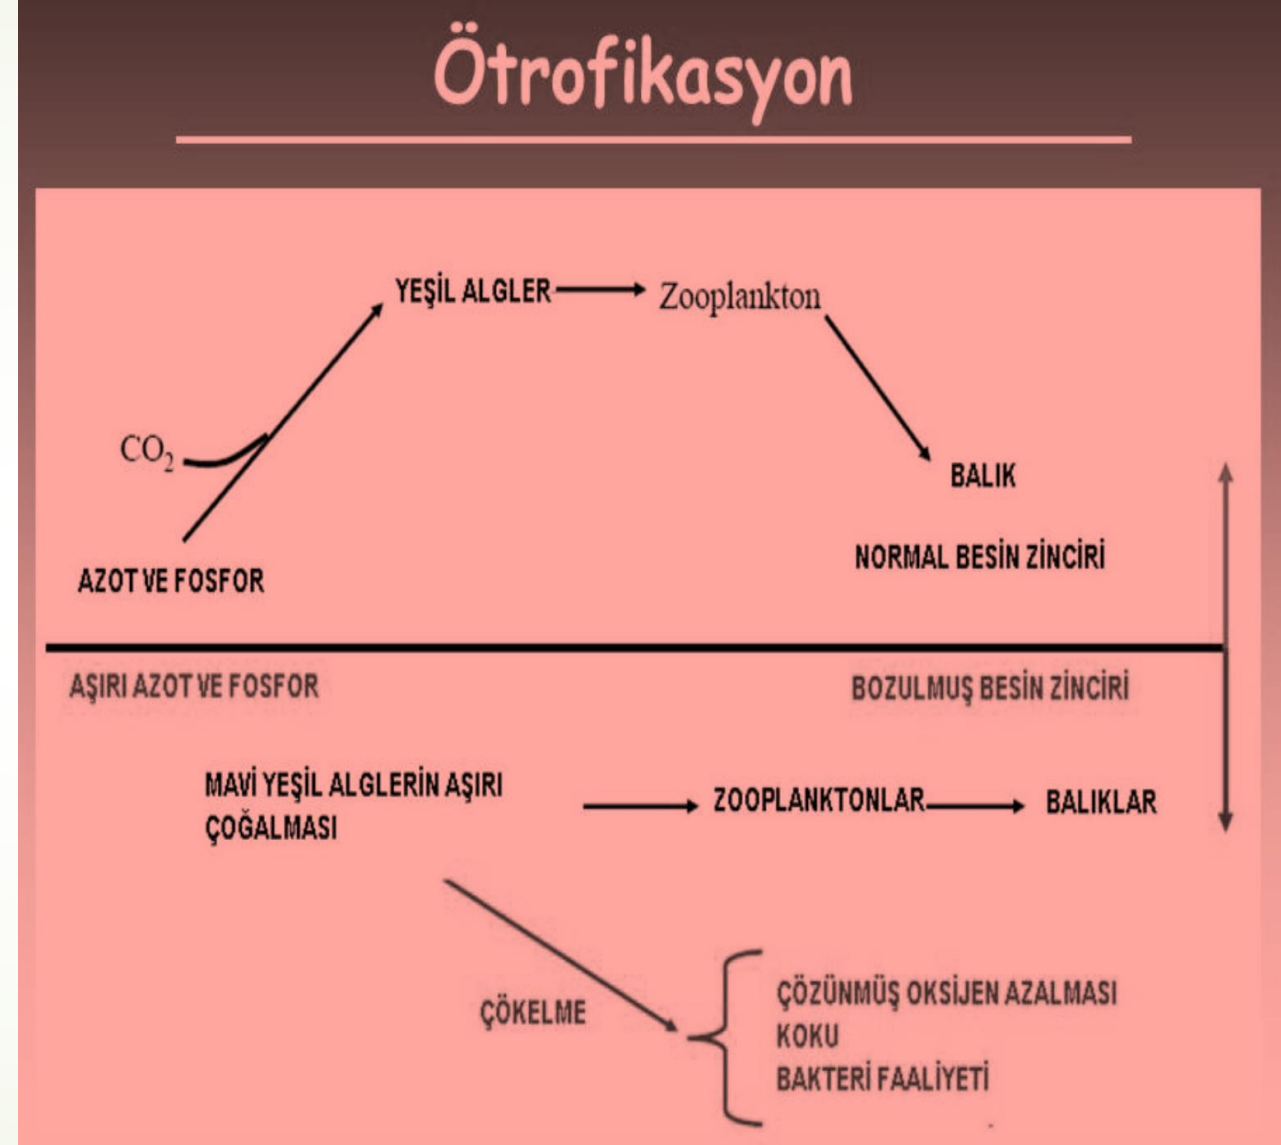 Ötrofikasyon
YEŞİL ALGLER
Zooplankton
CO₂
BALIK
NORMAL BESİN ZİNCİRİ
AZOT VE FOSFOR
AŞIRI AZOT VE FOSFOR
BOZULMUŞ BESİN ZİNCİRİ
MAVİ YEŞİL ALGLERİN AŞIRI
ÇOĞALMASI
ZOOPLANKTONLAR
BALIKLAR
ÇÖKELME
ÇÖZÜNMÜŞ OKSİJEN AZALMASI
KOKU
BAKTERİ FAALİYETİ